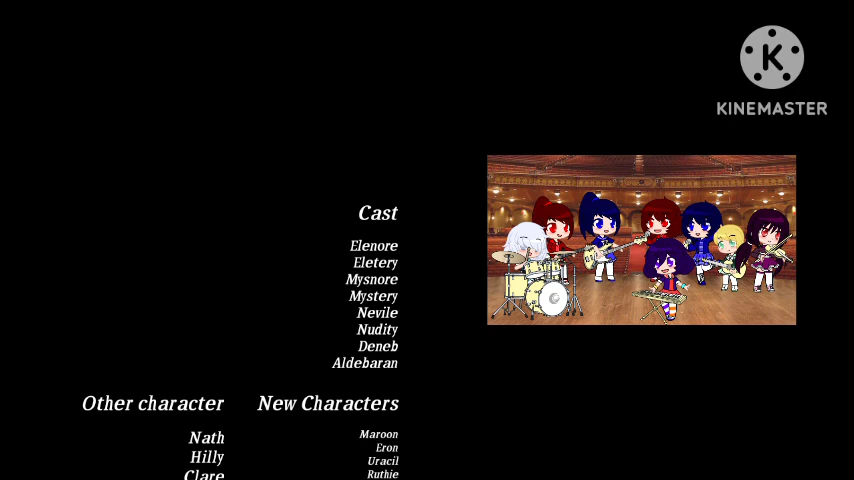 KINEMASTER
Cast
Elenore
Eletery
Mysnore
Mystery
Nevile
Nudity
Deneb
Aldebaran
Other character
Nath
Hilly
Clare
New Characters
Maroon
Eron
Uracil
Ruthie